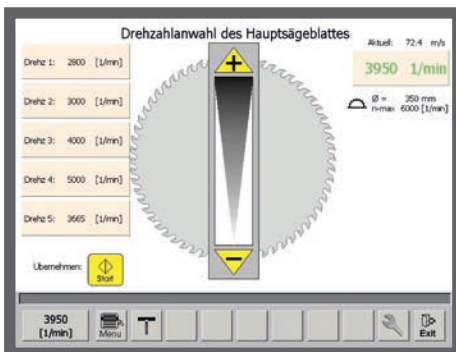 Drehzahlanwahl des Hauptsägeblattes
Aktuell: 72.4 m/s
3950 1/min
Ø = 350 mm
n-max 6000 [1/min]
Drehz 1: 2800 [1/min]
Drehz 2: 3000 [1/min]
Drehz 3: 4000 [1/min]
Drehz 4: 5000 [1/min]
Drehz 5: 3665 [1/min]
Übernehmen:
Start
3950
[1/min]
Menu
Exit